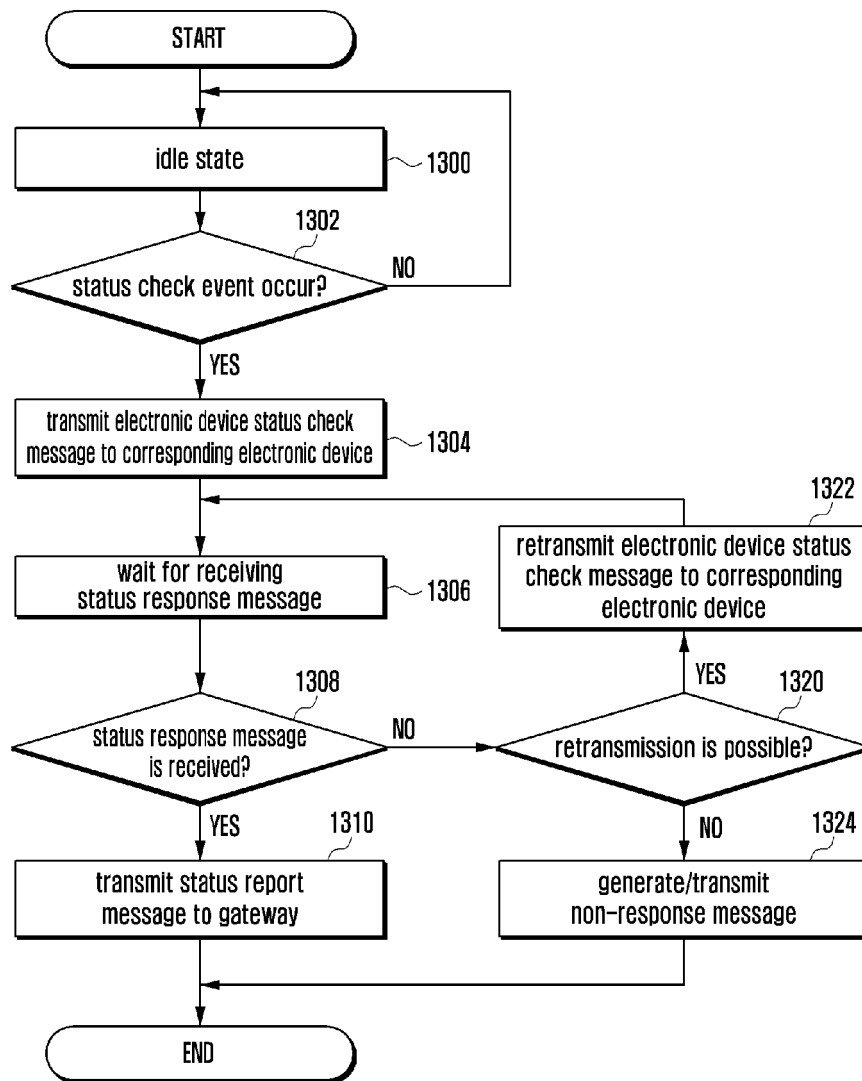 START
idle state
1300
1302
status check event occur?
NO
YES
transmit electronic device status check
message to corresponding electronic device
1304
1322
retransmit electronic device status
check message to corresponding
electronic device
wait for receiving
status response message
1306
YES
1308
1320
status response message
is received?
NO
retransmission is possible?
YES
NO
1310
1324
transmit status report
message to gateway
generate/transmit
non-response message
END